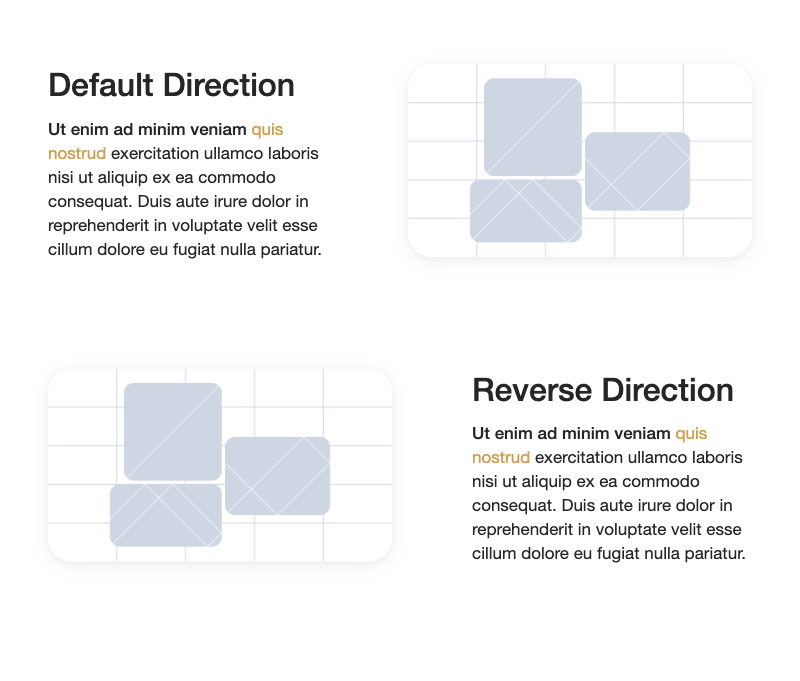 Default Direction
Ut enim ad minim veniam quis
nostrud exercitation ullamco laboris
nisi ut aliquip ex ea commodo
consequat. Duis aute irure dolor in
reprehenderit in voluptate velit esse
cillum dolore eu fugiat nulla pariatur.
Reverse Direction
Ut enim ad minim veniam quis
nostrud exercitation ullamco laboris
nisi ut aliquip ex ea commodo
consequat. Duis aute irure dolor in
reprehenderit in voluptate velit esse
cillum dolore eu fugiat nulla pariatur.